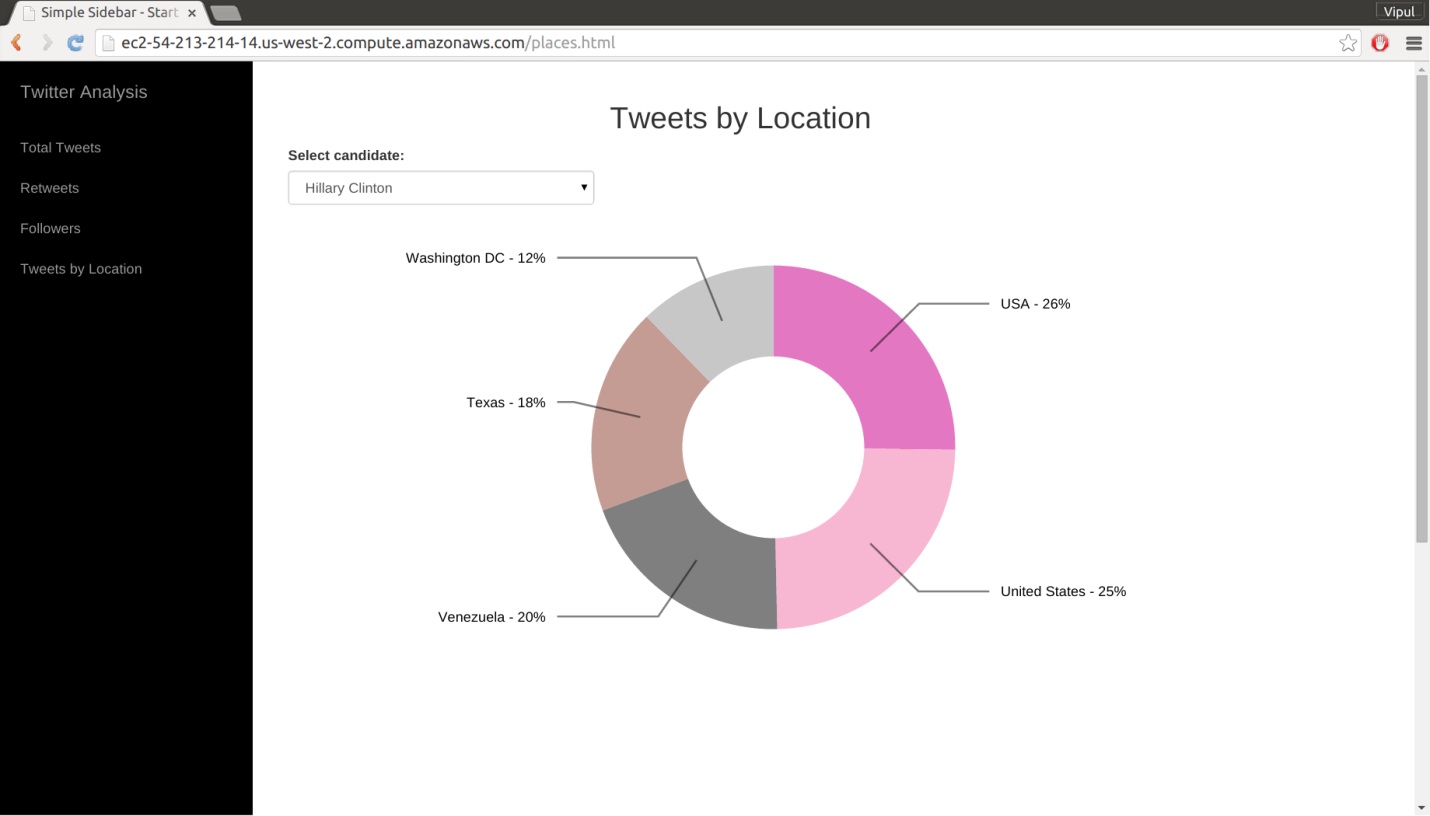 Simple Sidebar - Start
Vipul
ec2-54-213-214-14.us-west-2.compute.amazonaws.com/places.html
Twitter Analysis
Total Tweets
Retweets
Followers
Tweets by Location
Tweets by Location
Select candidate:
Hillary Clinton
Washington DC - 12%
USA - 26%
Texas - 18%
United States - 25%
Venezuela - 20%